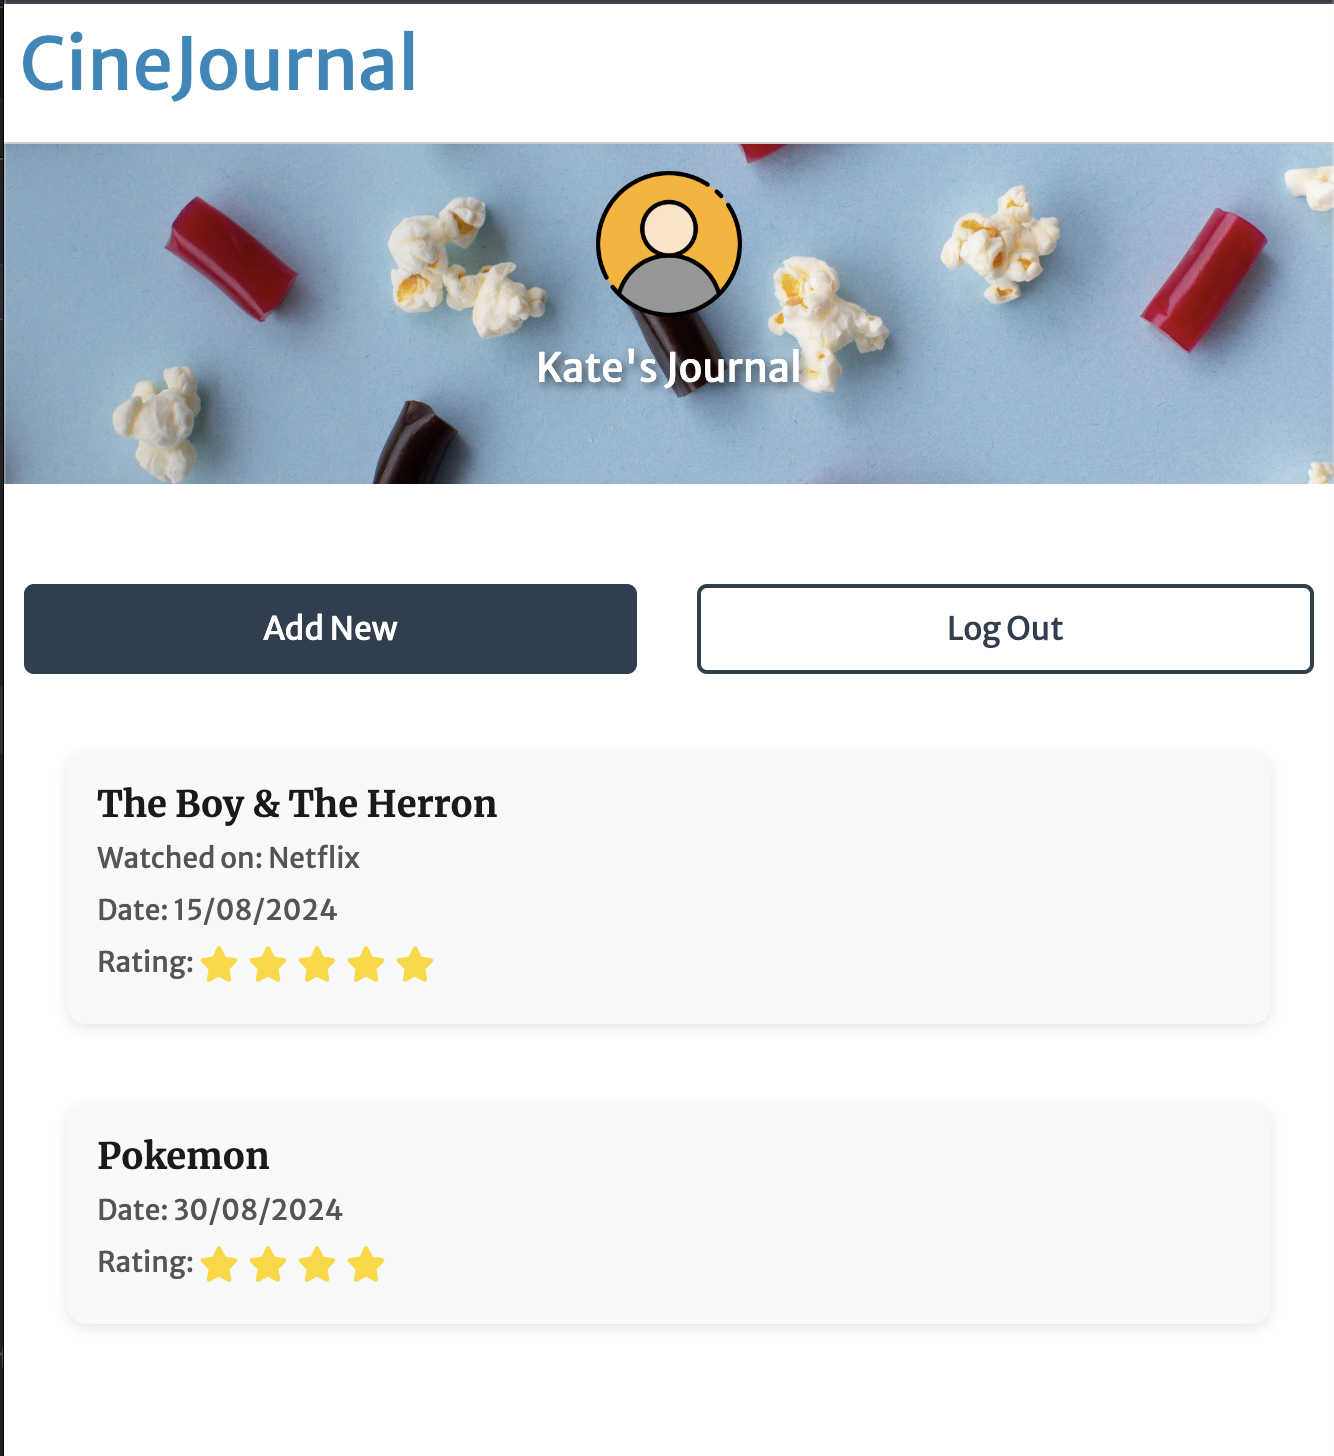 CineJournal
Kate's Journal
Add New
Log Out
The Boy & The Herron
Watched on: Netflix
Date: 15/08/2024
Rating:
Pokemon
Date: 30/08/2024
Rating: